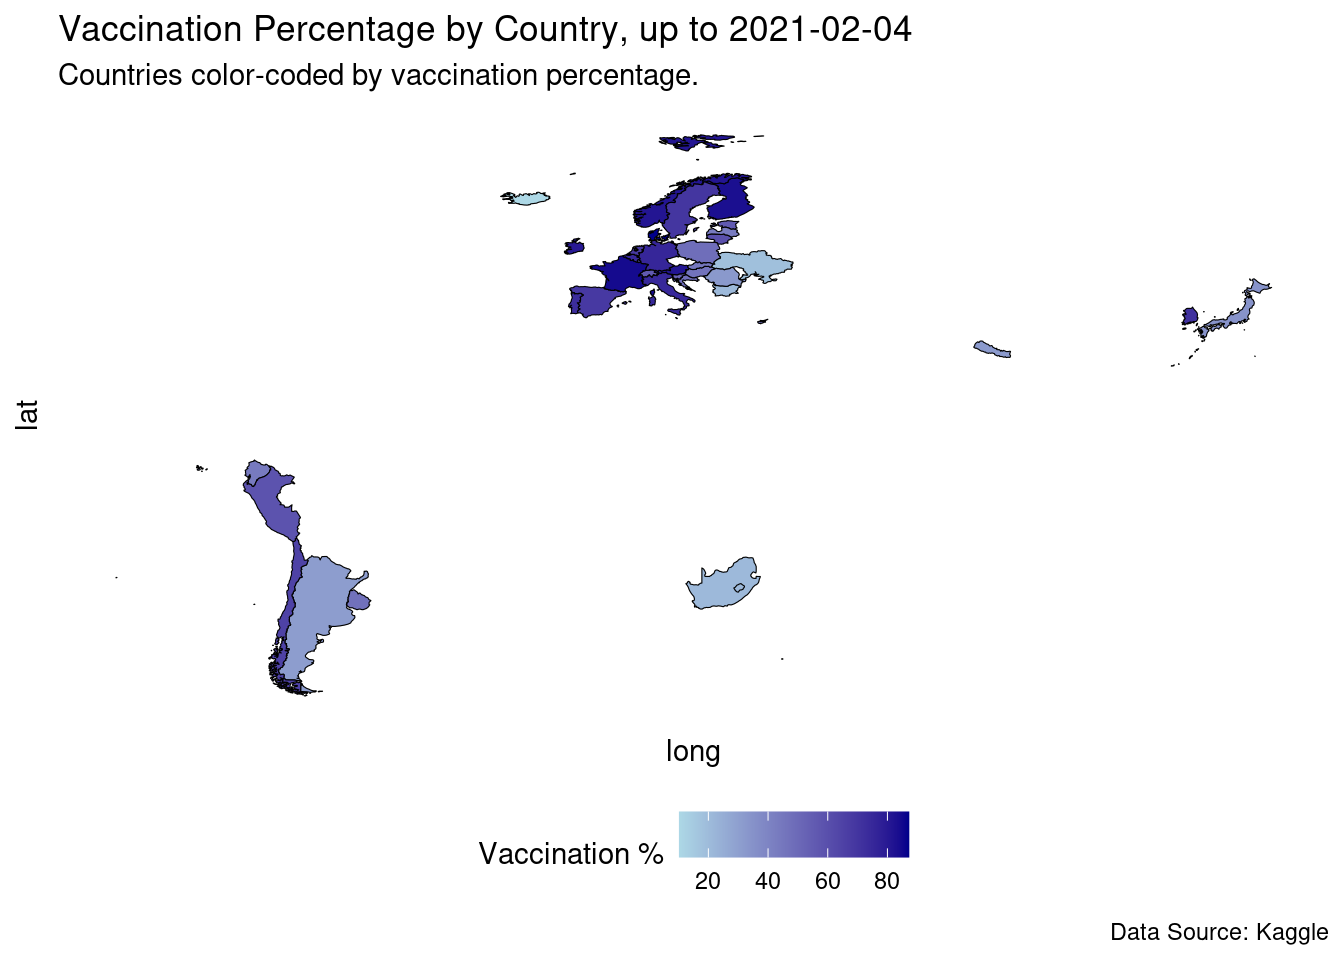 Vaccination Percentage by Country, up to 2021-02-04
Countries color-coded by vaccination percentage.
lat
long
Vaccination %
20 40 60 80
Data Source: Kaggle